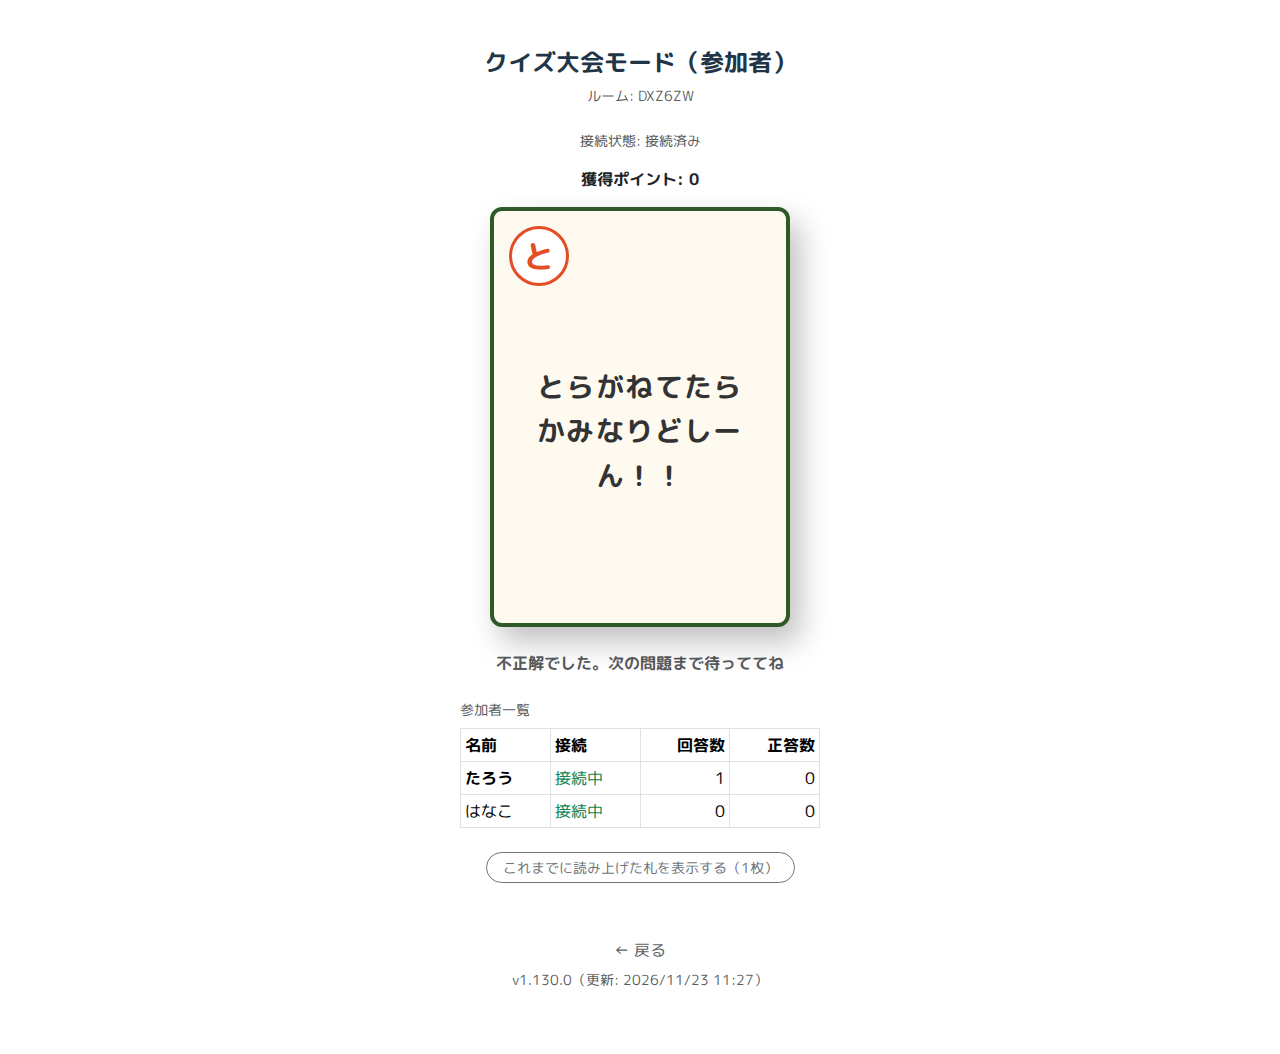 クイズ大会モード（参加者）
ルーム: DXZ6ZW
接続状態: 接続済み
獲得ポイント: 0
と
とらがねてたら
かみなりどしー
ん！！
不正解でした。次の問題まで待っててね
参加者一覧
名前 接続 回答数 正答数
たろう 接続中 1 0
はなこ 接続中 0 0
これまでに読み上げた札を表示する（1枚）
← 戻る
v1.130.0（更新: 2026/11/23 11:27）